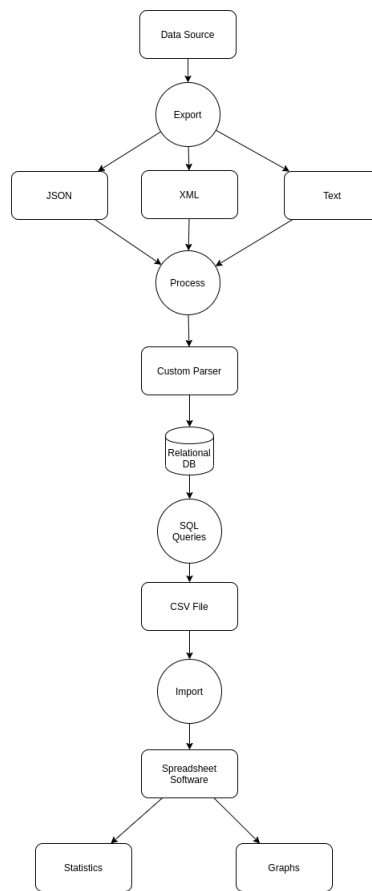 Data Source
Export
JSON
XML
Text
Process
Custom Parser
Relational
DB
SQL
Queries
CSV File
Import
Spreadsheet
Software
Statistics
Graphs